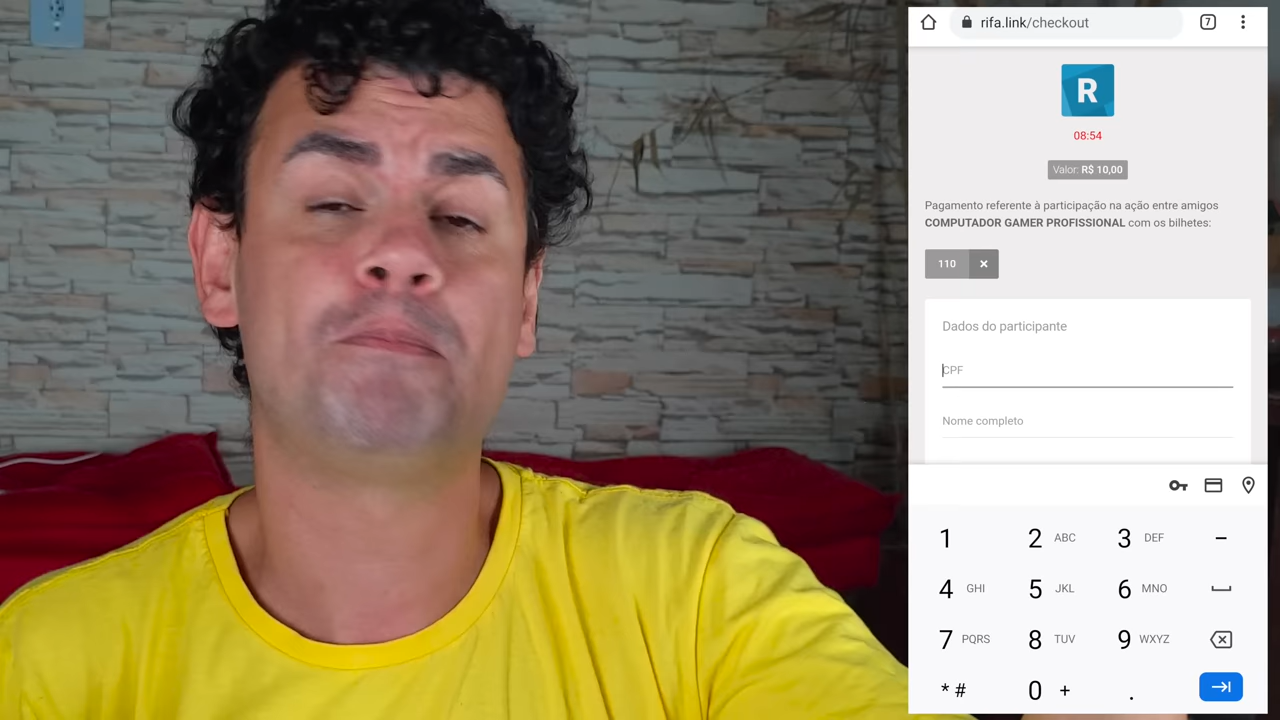 rifa.link/checkout
7
R
08:54
Valor: R$ 10,00
Pagamento referente à participação na ação entre amigos
COMPUTADOR GAMER PROFISSIONAL com os bilhetes:
110 ×
Dados do participante
CPF
Nome completo
1 2 ABC 3 DEF –
4 GHI 5 JKL 6 MNO
7 PQRS 8 TUV 9 WXYZ
* # 0 + .